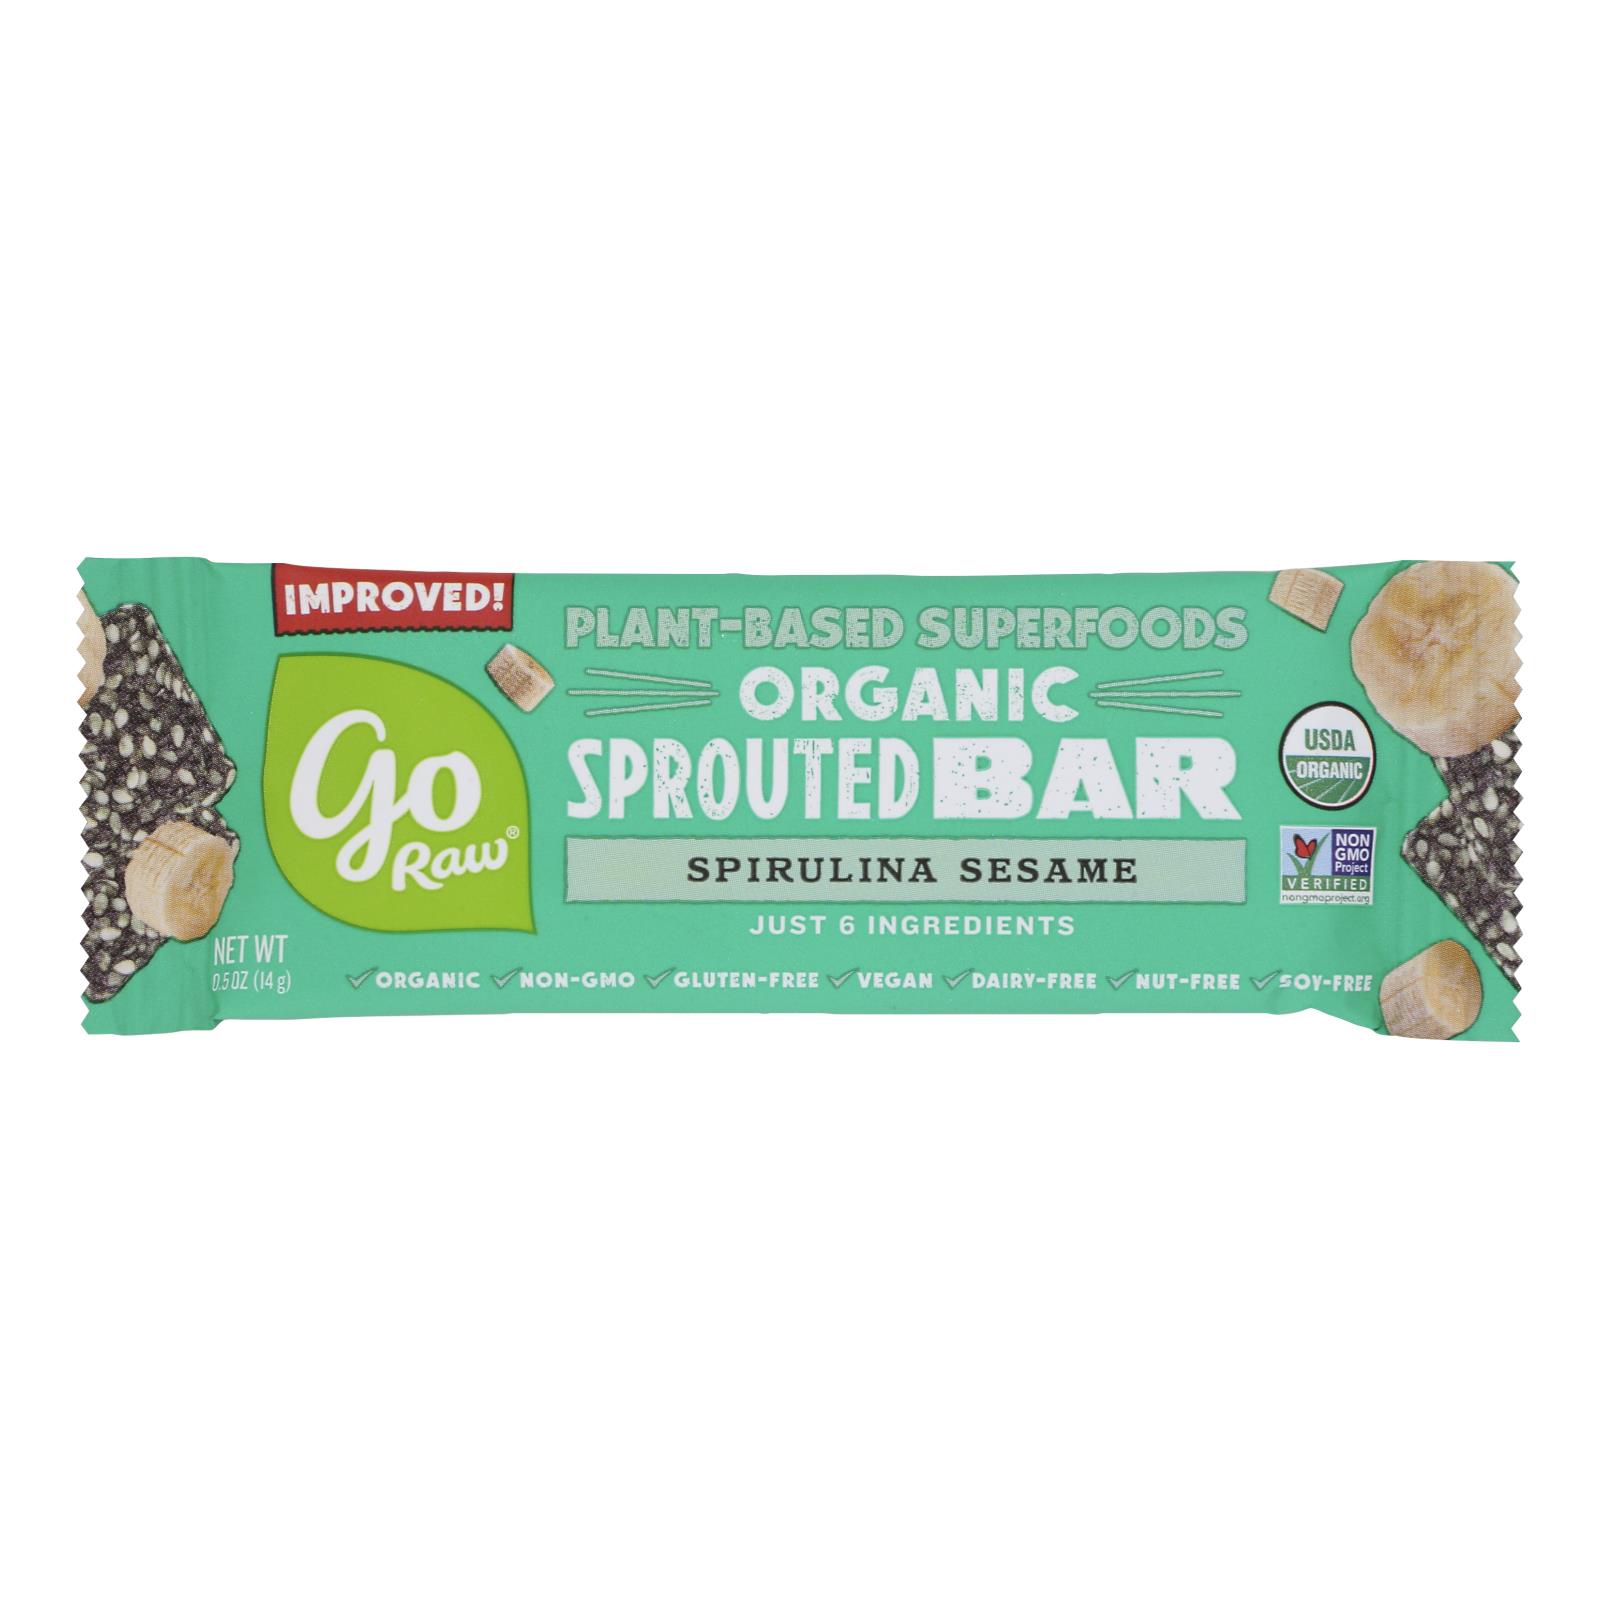 IMPROVED!
go
Raw®
PLANT-BASED SUPERFOODS
ORGANIC
SPROUTED BAR
SPIRULINA SESAME
JUST 6 INGREDIENTS
USDA
ORGANIC
NON
GMO
Project
VERIFIED
nongmoproject.org
NET WT
0.5 OZ (14 g)
ORGANIC NON-GMO GLUTEN-FREE VEGAN DAIRY-FREE NUT-FREE SOY-FREE